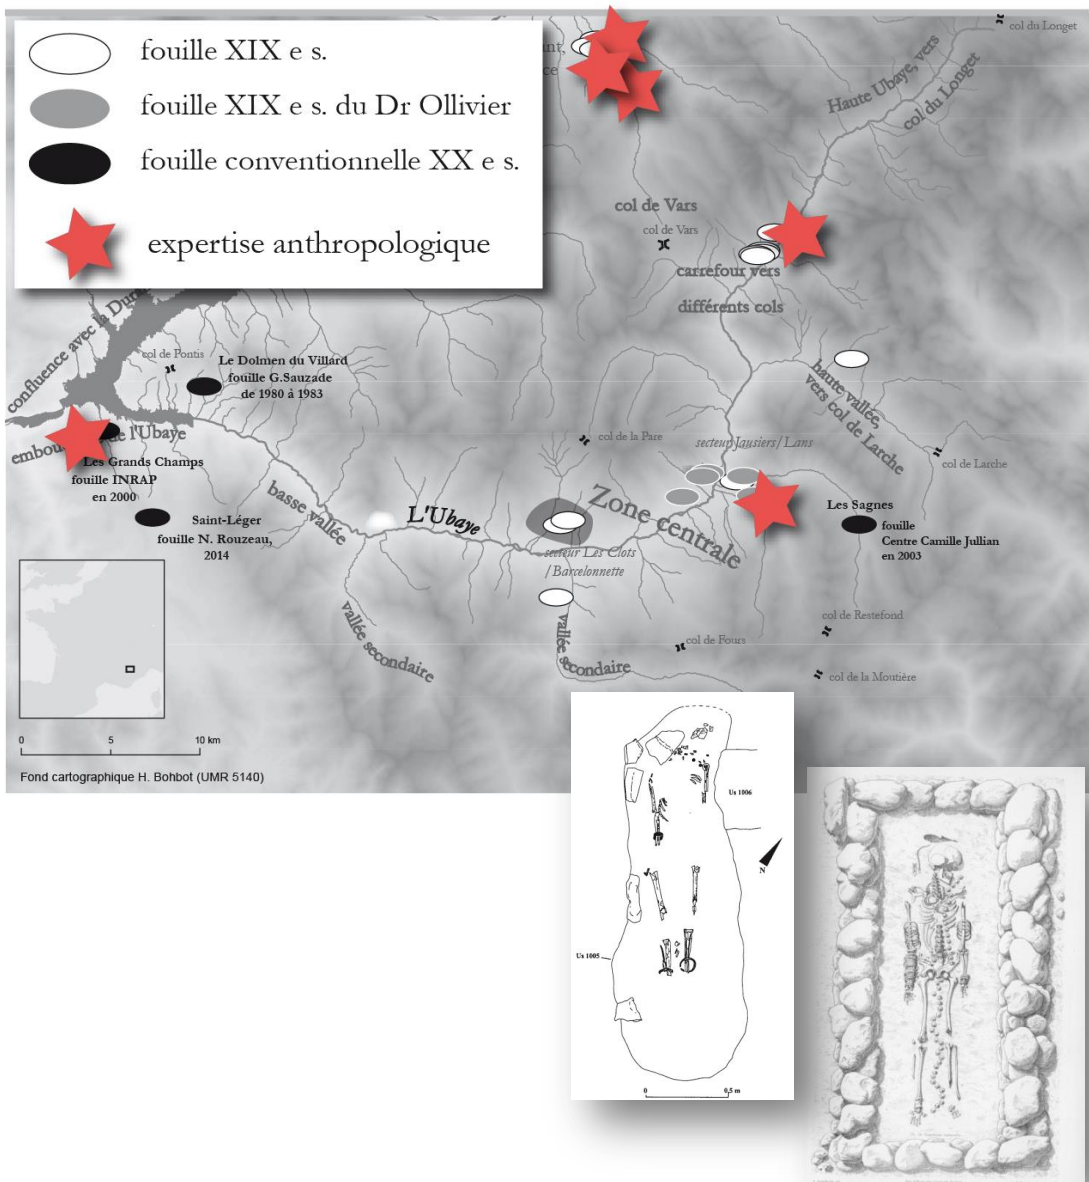 fouille XIX e s.
fouille XIX e s. du Dr Ollivier
fouille conventionnelle XX e s.
expertise anthropologique
col du Longet
Haute Ubaye, vers
col du Longet
col de Vars
col de Vars
carrefour vers
différents cols
confluence avec la
col de Pontis
Le Dolmen du Villard
fouille G.Sauzade
de 1980 à 1983
de l'Ubaye
Les Grands Champs
fouille INRAP
en 2000
Saint-Léger
fouille N. Rouzeau,
2014
basse vallée
L'Ubaye
vallée secondaire
col de la Pare
secteur Jausiers/Lans
Zone centrale
secteur Les Clots
/Barcelonnette
vallée secondaire
haute vallée,
vers col de Larche
col de Larche
Les Sagnes
fouille
Centre Camille Jullian
en 2003
col de Restefond
col de Fours
col de la Moutière
0 5 10 km
Fond cartographique H. Bohbot (UMR 5140)
Us 1006
N
Us 1005
0 0,5 m